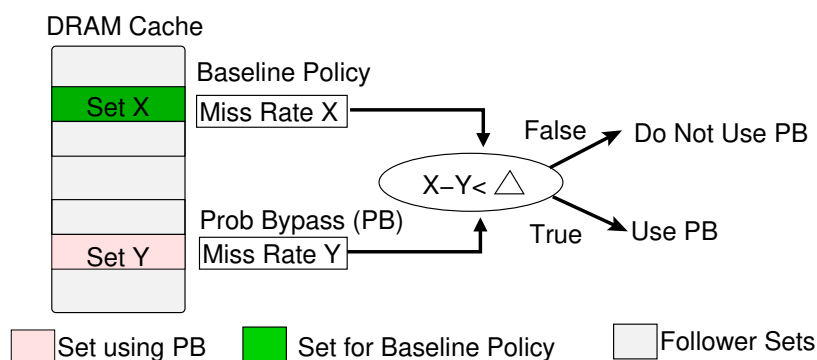 DRAM Cache
Baseline Policy
Set X
Miss Rate X
False
Do Not Use PB
X–Y< △
Prob Bypass (PB)
True
Use PB
Set Y
Miss Rate Y
Set using PB
Set for Baseline Policy
Follower Sets